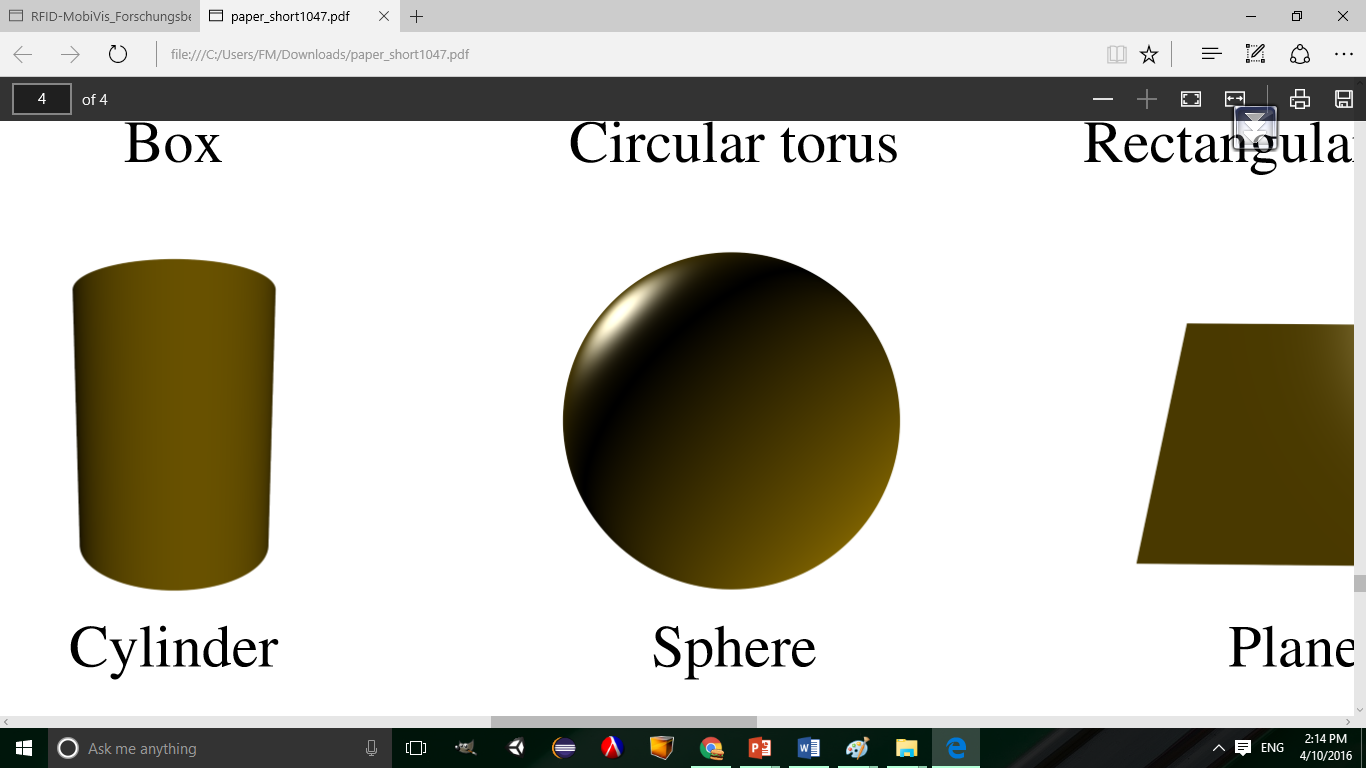 RFID-MobiVis_Forschungsbe
paper_short1047.pdf
file:///C:/Users/FM/Downloads/paper_short1047.pdf
4 of 4
Box Circular torus Rectangular
Cylinder Sphere Plane
Ask me anything
ENG
2:14 PM
4/10/2016